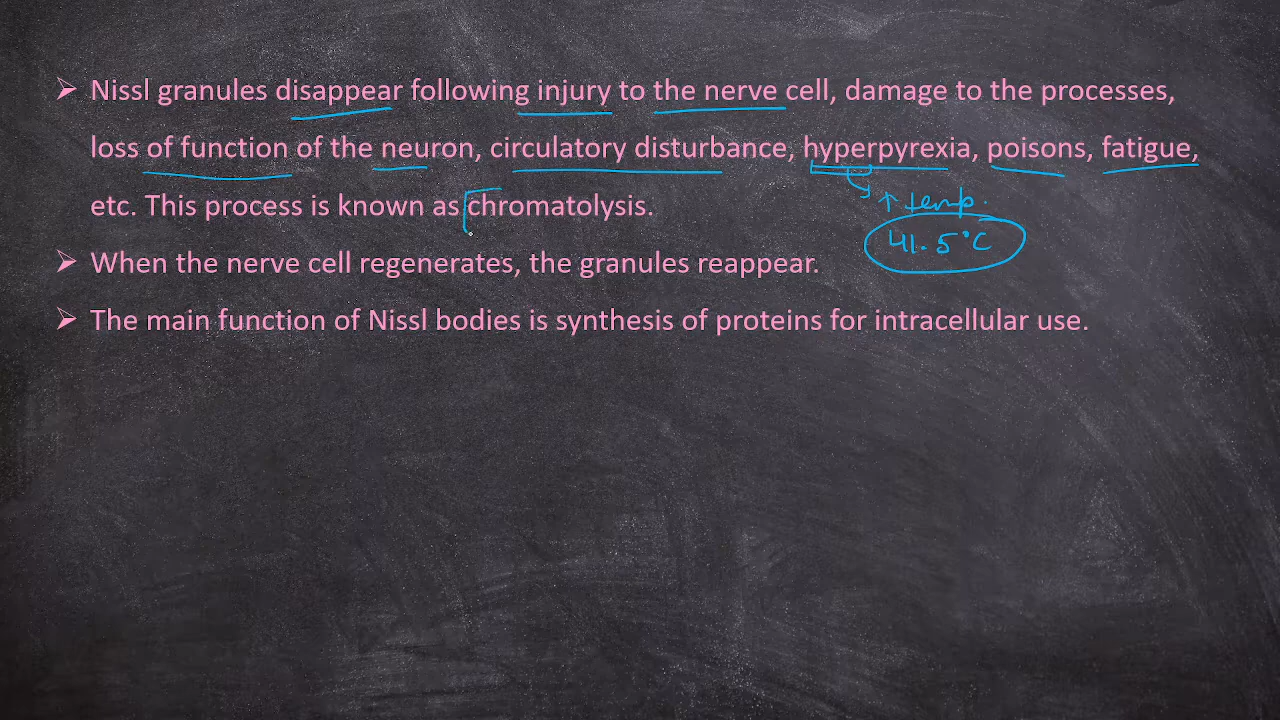 ➤ Nissl granules disappear following injury to the nerve cell, damage to the processes,
loss of function of the neuron, circulatory disturbance, hyperpyrexia, poisons, fatigue,
etc. This process is known as chromatolysis.
↑ temp.
41.5°C
➤ When the nerve cell regenerates, the granules reappear.
➤ The main function of Nissl bodies is synthesis of proteins for intracellular use.